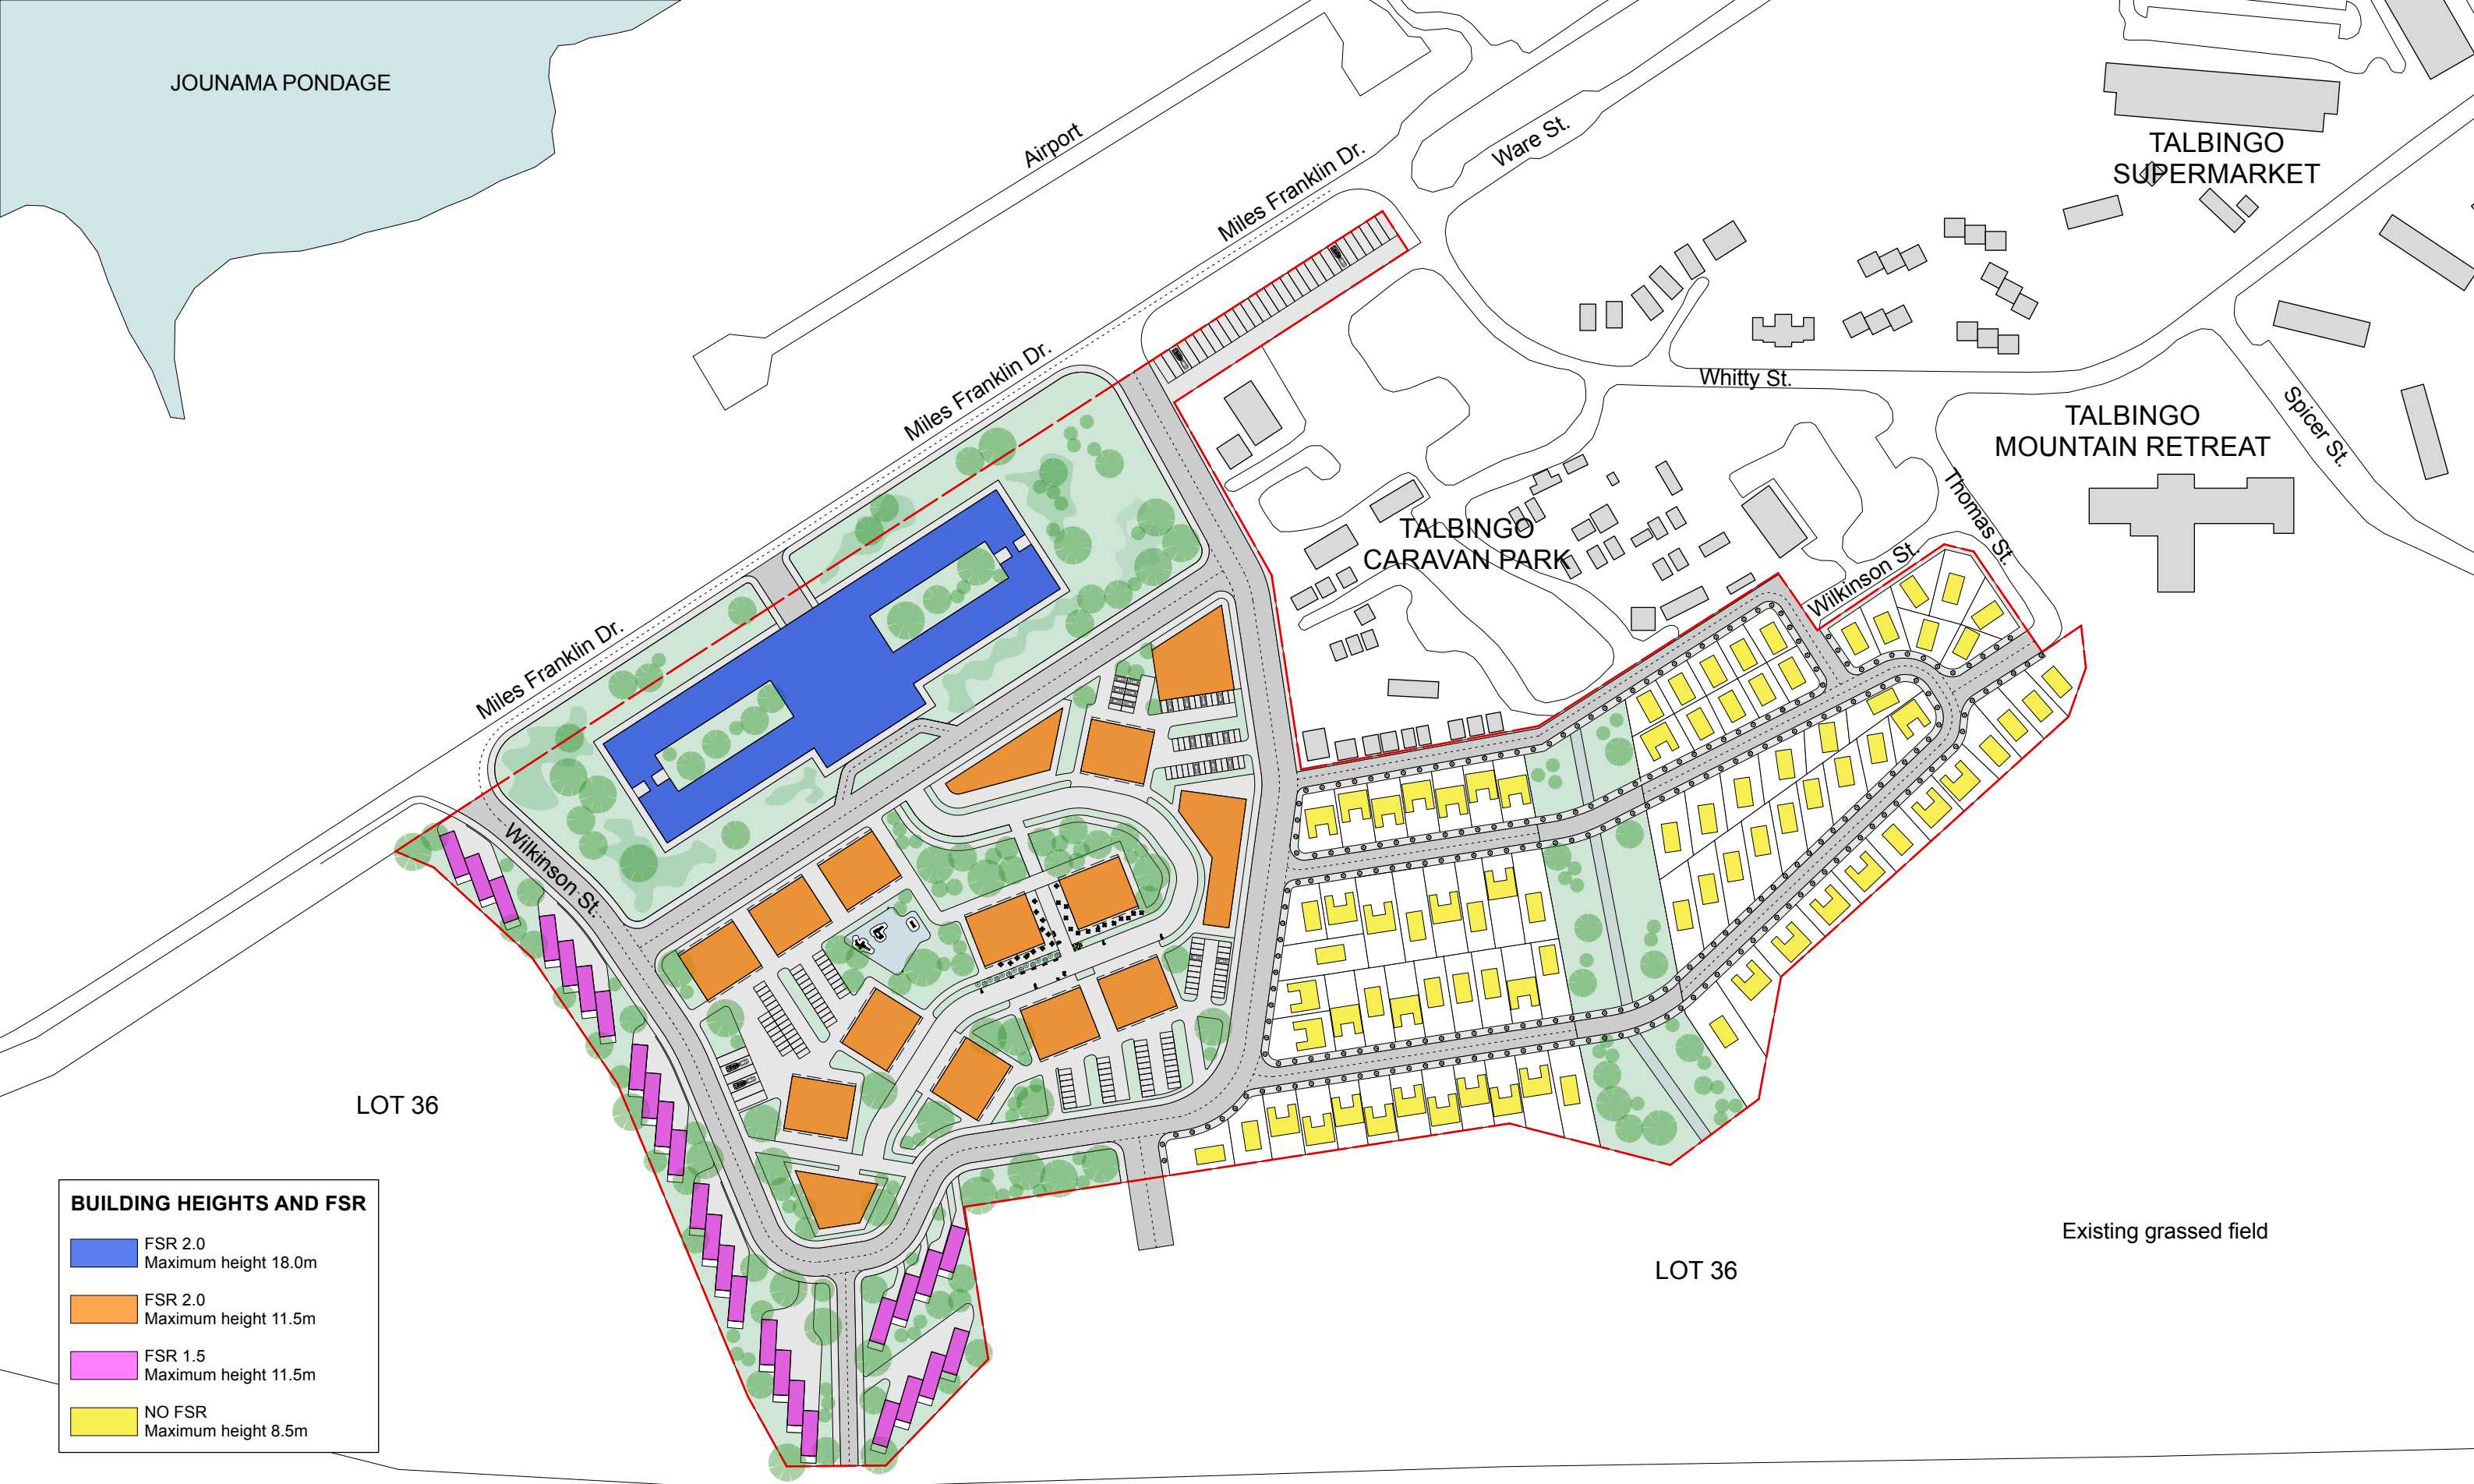 JOUNAMA PONDAGE
Airport
Miles Franklin Dr.
Ware St.
TALBINGO
SUPERMARKET
Miles Franklin Dr.
Whitty St.
Spicer St.
TALBINGO
MOUNTAIN RETREAT
Thomas St.
TALBINGO
CARAVAN PARK
Wilkinson St.
Miles Franklin Dr.
Wilkinson St.
LOT 36
BUILDING HEIGHTS AND FSR
FSR 2.0
Maximum height 18.0m
FSR 2.0
Maximum height 11.5m
FSR 1.5
Maximum height 11.5m
NO FSR
Maximum height 8.5m
Existing grassed field
LOT 36